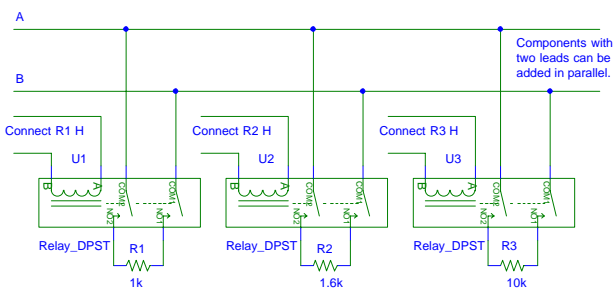 A
Components with
two leads can be
added in parallel.
B
Connect R1 H
Connect R2 H
Connect R3 H
U1
U2
U3
B
A
COM2
COM1
NO2
NO1
B
A
COM2
COM1
NO2
NO1
B
A
COM2
COM1
NO2
NO1
Relay_DPST
R1
Relay_DPST
R2
Relay_DPST
R3
1k
1.6k
10k